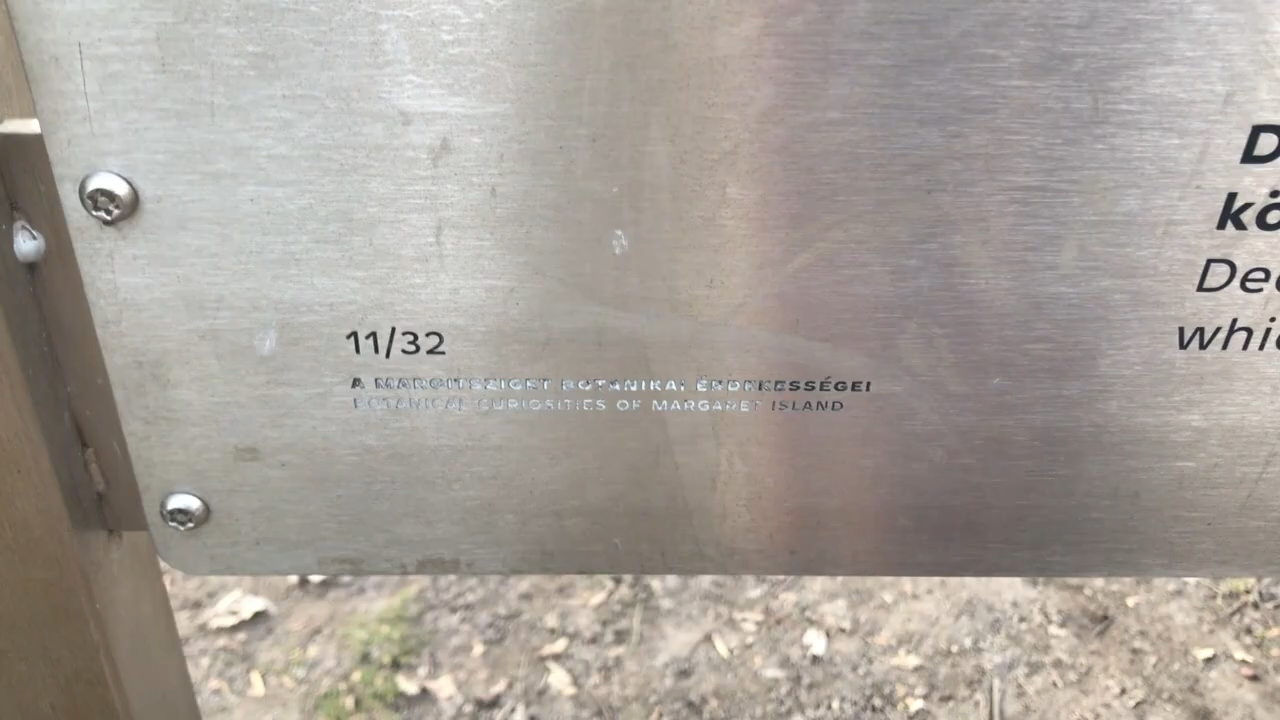 11/32
A MARGITSZIGET BOTANIKAI ÉRDEKESSÉGEI
BOTANICAL CURIOSITIES OF MARGARET ISLAND